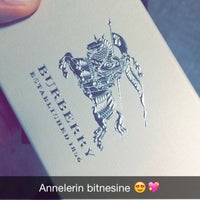 BURBERRY
ESTABLISHED 1856
Annelerin bitnesine 😍💖